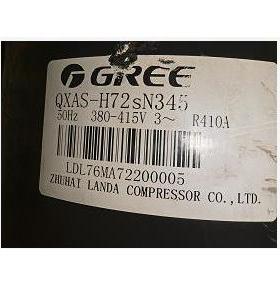 GREE
QXAS-H72sN345
50Hz 380-415V 3~ R410A
LDL76MA72200005
ZHUHAI LANDA COMPRESSOR CO.,LTD.